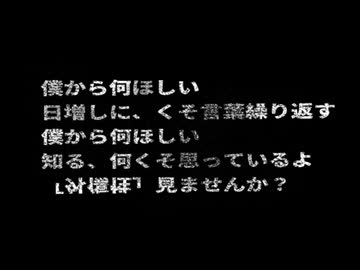 僕から何ほしい
日増しに、くそ言葉繰り返す
僕から何ほしい
知る、何くそ思っているよ
見ませんか？